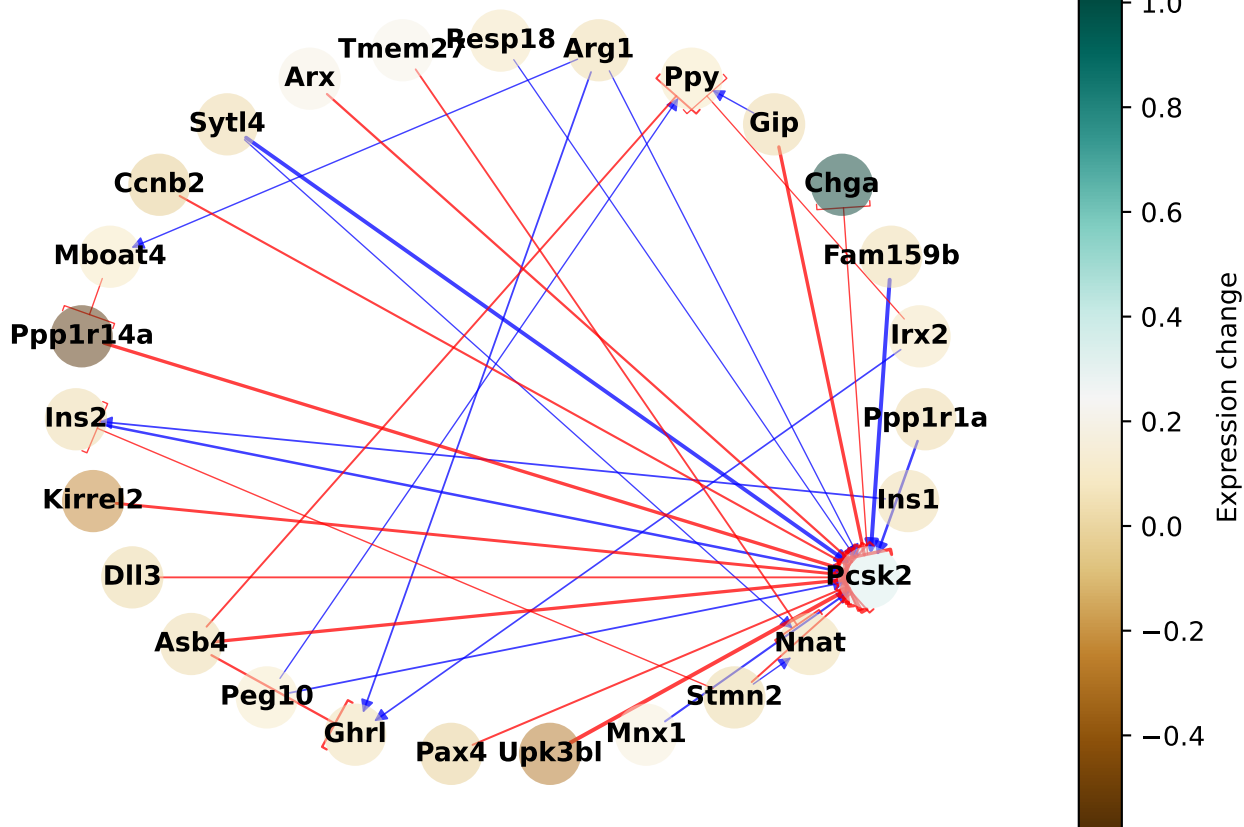 1.0
Resp18
Tmem27
Arg1
Arx
Ppy
0.8
Sytl4
Gip
Ccnb2
Chga
0.6
Mboat4
Fam159b
0.4
Ppp1r14a
Irx2
Ins2
Ppp1r1a
0.2
Expression change
Kirrel2
Ins1
0.0
Dll3
Pcsk2
−0.2
Asb4
Nnat
Peg10
Stmn2
Ghrl
Mnx1
−0.4
Pax4
Upk3bl